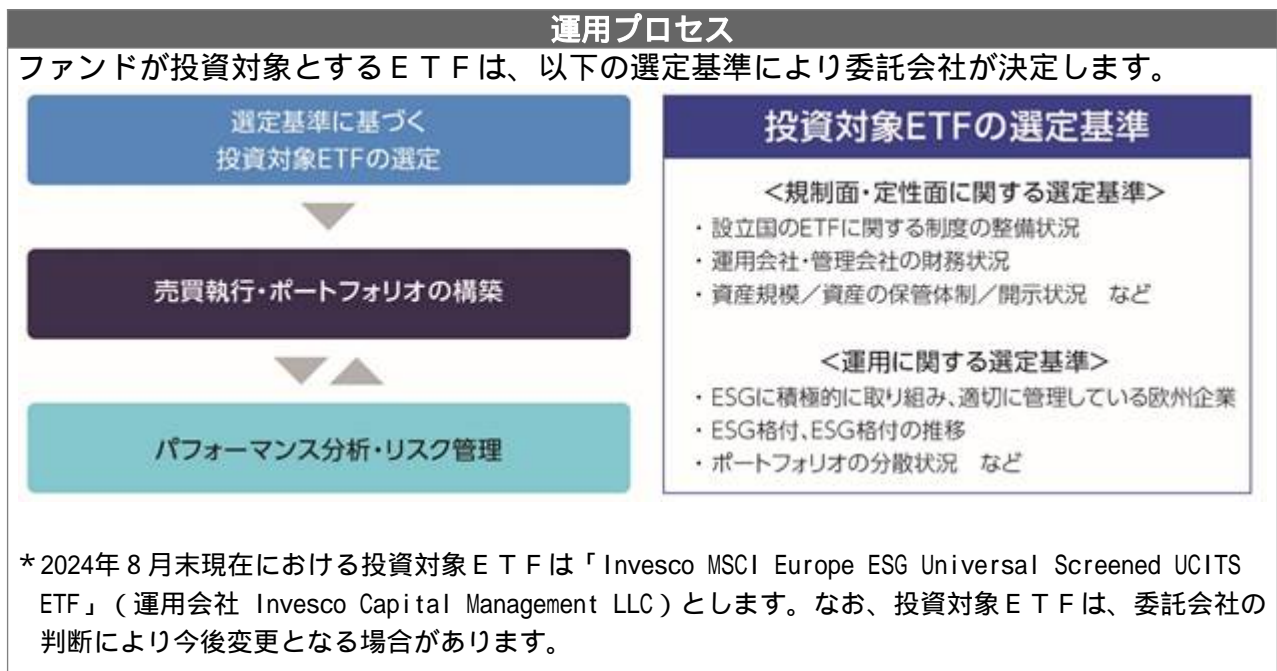 運用プロセス
ファンドが投資対象とするＥＴＦは、以下の選定基準により委託会社が決定します。
選定基準に基づく
投資対象ETFの選定
売買執行・ポートフォリオの構築
パフォーマンス分析・リスク管理
投資対象ETFの選定基準
＜規制面・定性面に関する選定基準＞
・設立国のETFに関する制度の整備状況
・運用会社・管理会社の財務状況
・資産規模／資産の保管体制／開示状況　など
＜運用に関する選定基準＞
・ESGに積極的に取り組み、適切に管理している欧州企業
・ESG格付、ESG格付の推移
・ポートフォリオの分散状況　など
＊2024年８月末現在における投資対象ＥＴＦは「Invesco MSCI Europe ESG Universal Screened UCITS
ETF」（運用会社 Invesco Capital Management LLC）とします。なお、投資対象ＥＴＦは、委託会社の
判断により今後変更となる場合があります。